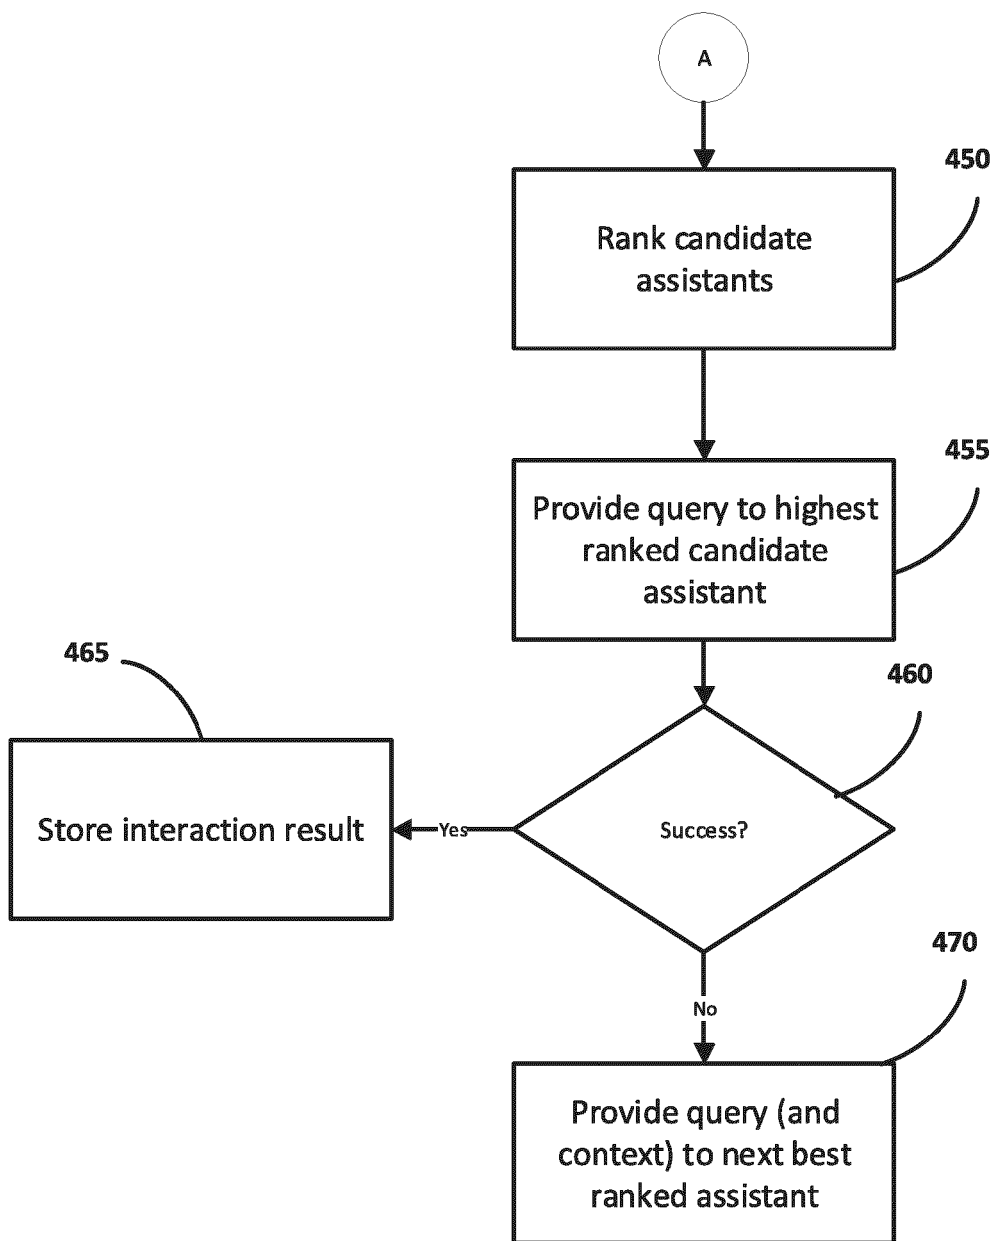 A
450
Rank candidate
assistants
455
Provide query to highest
ranked candidate
assistant
465
460
Store interaction result
Yes
Success?
470
No
Provide query (and
context) to next best
ranked assistant